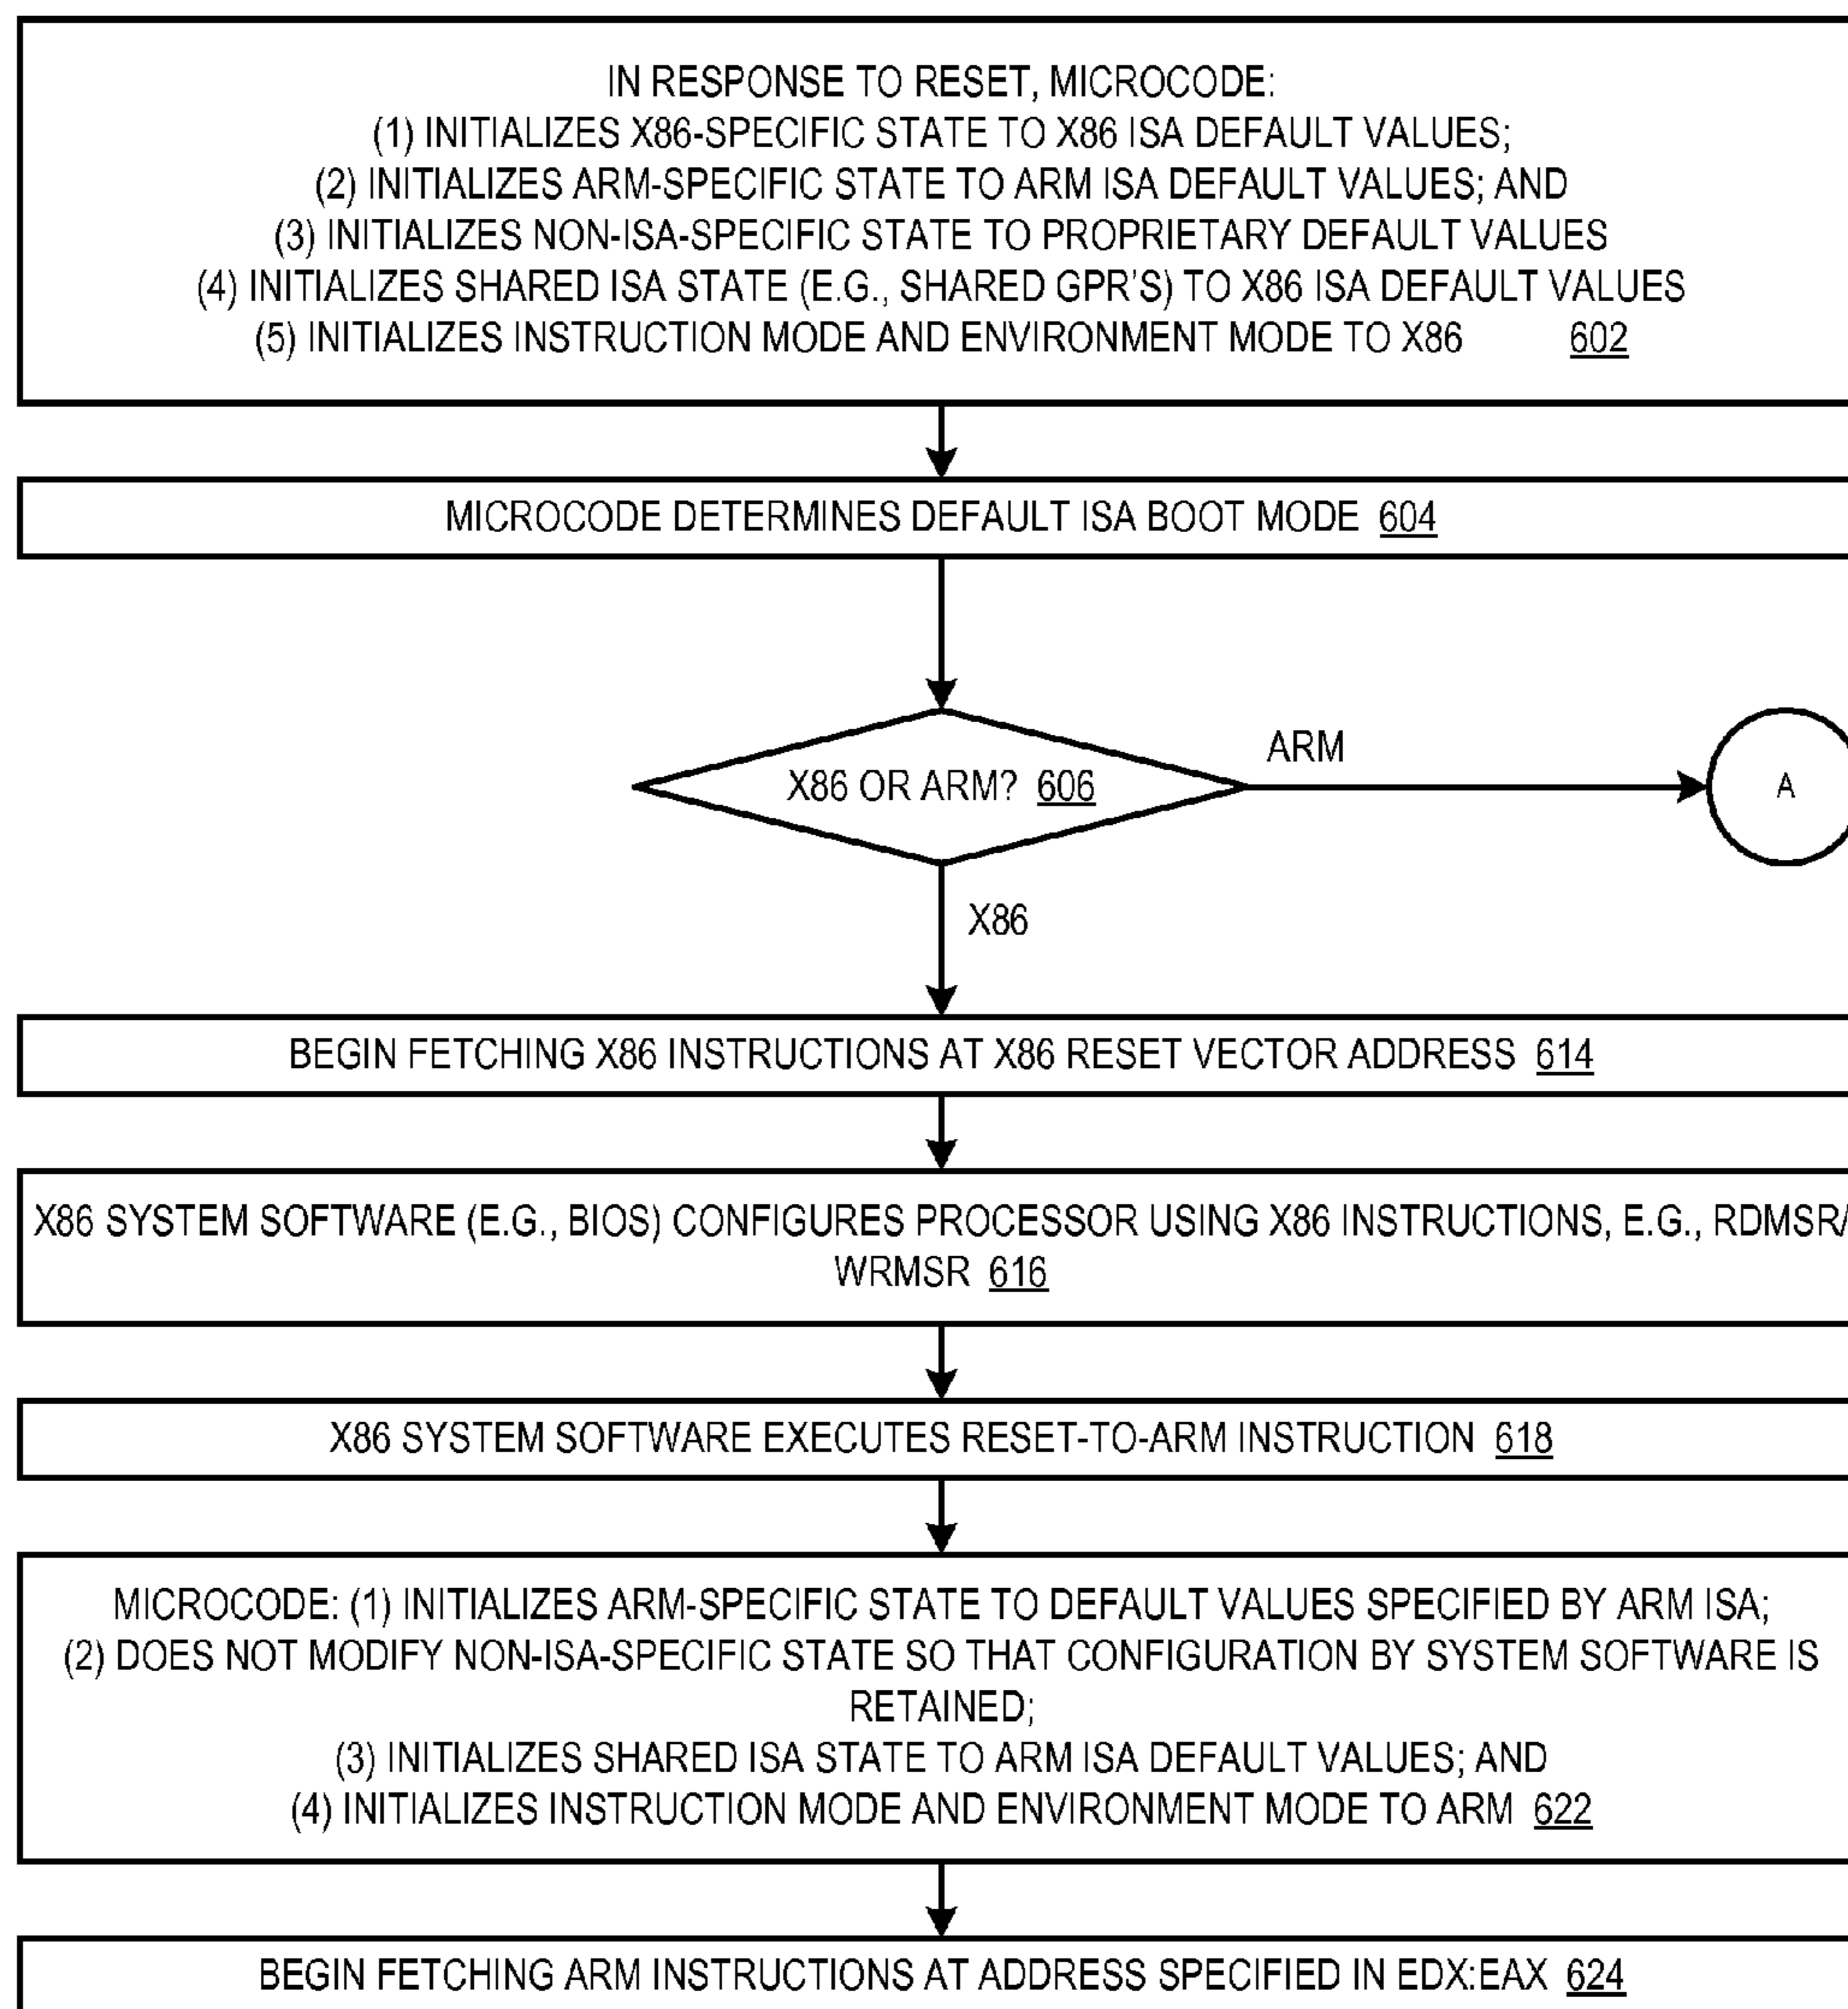 IN RESPONSE TO RESET, MICROCODE:
(1) INITIALIZES X86-SPECIFIC STATE TO X86 ISA DEFAULT VALUES;
(2) INITIALIZES ARM-SPECIFIC STATE TO ARM ISA DEFAULT VALUES; AND
(3) INITIALIZES NON-ISA-SPECIFIC STATE TO PROPRIETARY DEFAULT VALUES
(4) INITIALIZES SHARED ISA STATE (E.G., SHARED GPR'S) TO X86 ISA DEFAULT VALUES
(5) INITIALIZES INSTRUCTION MODE AND ENVIRONMENT MODE TO X86 602
MICROCODE DETERMINES DEFAULT ISA BOOT MODE 604
ARM
X86 OR ARM? 606
A
X86
BEGIN FETCHING X86 INSTRUCTIONS AT X86 RESET VECTOR ADDRESS 614
X86 SYSTEM SOFTWARE (E.G., BIOS) CONFIGURES PROCESSOR USING X86 INSTRUCTIONS, E.G., RDMSR/
WRMSR 616
X86 SYSTEM SOFTWARE EXECUTES RESET-TO-ARM INSTRUCTION 618
MICROCODE: (1) INITIALIZES ARM-SPECIFIC STATE TO DEFAULT VALUES SPECIFIED BY ARM ISA;
(2) DOES NOT MODIFY NON-ISA-SPECIFIC STATE SO THAT CONFIGURATION BY SYSTEM SOFTWARE IS
RETAINED;
(3) INITIALIZES SHARED ISA STATE TO ARM ISA DEFAULT VALUES; AND
(4) INITIALIZES INSTRUCTION MODE AND ENVIRONMENT MODE TO ARM 622
BEGIN FETCHING ARM INSTRUCTIONS AT ADDRESS SPECIFIED IN EDX:EAX 624